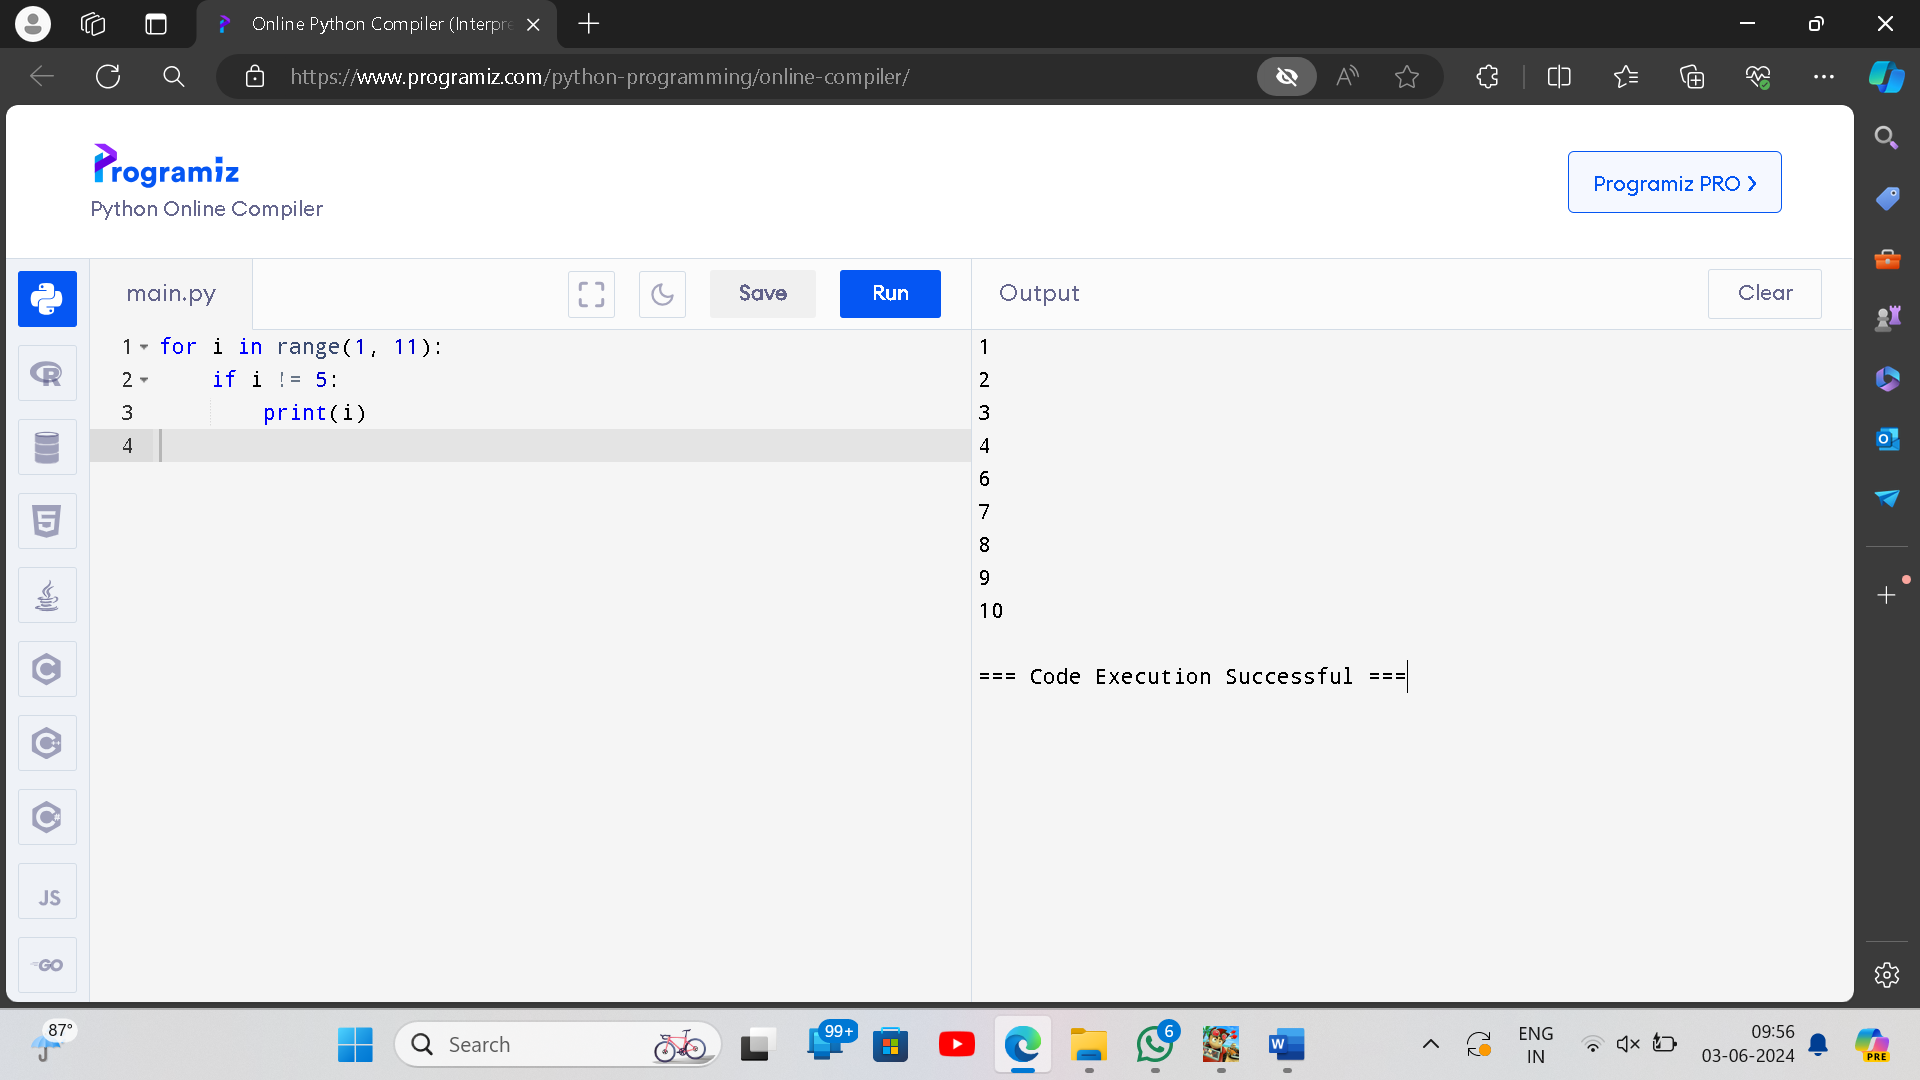 Online Python Compiler (Interpre
https://www.programiz.com/python-programming/online-compiler/
Programiz
Python Online Compiler
Programiz PRO
main.py
Save
Run
Output
Clear
1 for i in range(1, 11):
2 if i != 5:
3 print(i)
4
1
2
3
4
6
7
8
9
10
=== Code Execution Successful ===
R
5
C
C++
C#
JS
GO
87°
Search
99+
6
W
ENG
IN
09:56
03-06-2024
PRE